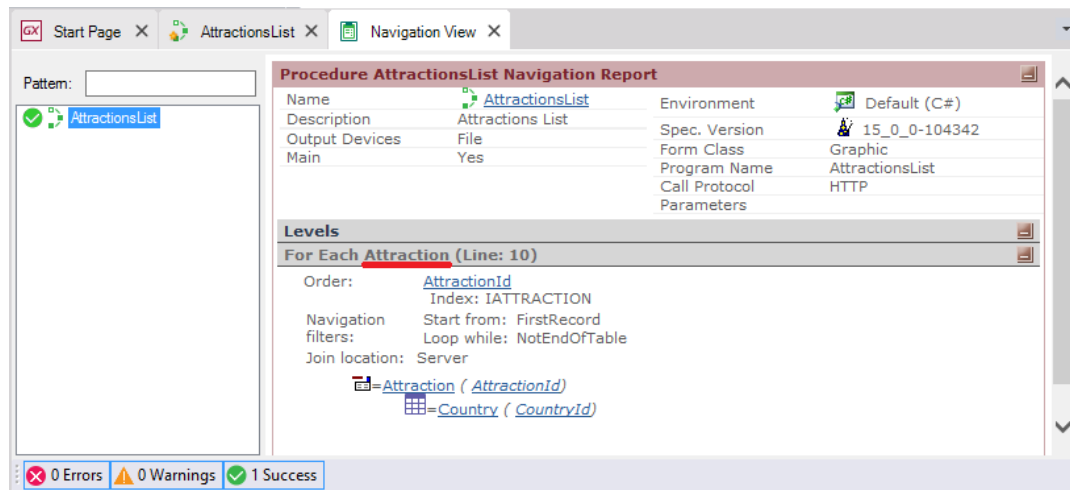 GX Start Page X AttractionsList X Navigation View X
Pattern:
AttractionsList
Procedure AttractionsList Navigation Report
Name AttractionsList
Description Attractions List
Output Devices File
Main Yes
Environment Default (C#)
Spec. Version 15_0_0-104342
Form Class Graphic
Program Name AttractionsList
Call Protocol HTTP
Parameters
Levels
For Each Attraction (Line: 10)
Order: AttractionId
Index: IATTRACTION
Navigation filters: Start from: FirstRecord
Loop while: NotEndOfTable
Join location: Server
=Attraction ( AttractionId)
=Country ( CountryId)
0 Errors 0 Warnings 1 Success